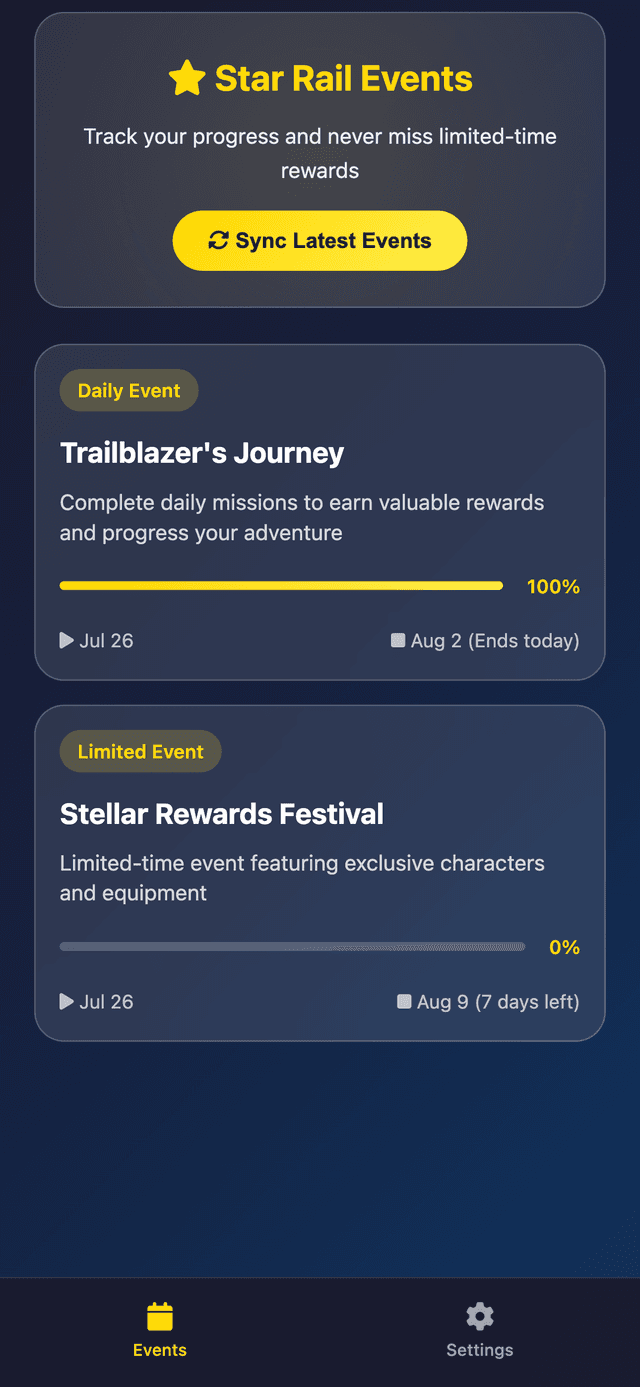 Star Rail Events
Track your progress and never miss limited-time
rewards
Sync Latest Events
Daily Event
Trailblazer's Journey
Complete daily missions to earn valuable rewards
and progress your adventure
100%
Jul 26
Aug 2 (Ends today)
Limited Event
Stellar Rewards Festival
Limited-time event featuring exclusive characters
and equipment
0%
Jul 26
Aug 9 (7 days left)
Events
Settings